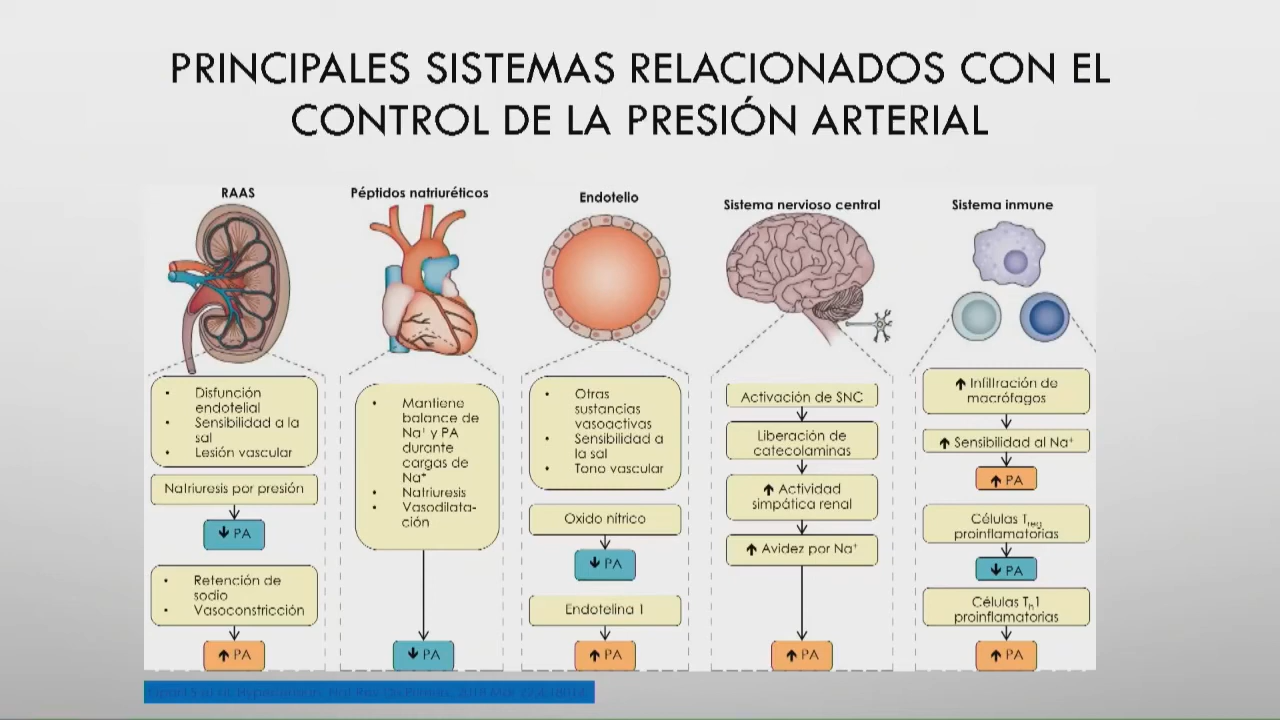 PRINCIPALES SISTEMAS RELACIONADOS CON EL
CONTROL DE LA PRESIÓN ARTERIAL
RAAS
• Disfunción
endotelial
• Sensibilidad a la
sal
• Lesión vascular
Natriuresis por presión
↓ PA
• Retención de
sodio
• Vasoconstricción
↑ PA
Péptidos natriuréticos
• Mantiene
balance de
Na⁺ y PA
durante
cargas de
Na⁺
• Natriuresis
• Vasodilata-
ción
↓ PA
Endotelio
• Otras
sustancias
vasoactivas
• Sensibilidad a
la sal
• Tono vascular
Oxido nítrico
↓ PA
Endotelina 1
↑ PA
Sistema nervioso central
Activación de SNC
Liberación de
catecolaminas
↑ Actividad
simpática renal
↑ Avidez por Na⁺
↑ PA
Sistema inmune
↑ Infiltración de
macrófagos
↑ Sensibilidad al Na⁺
↑ PA
Células Treg
proinflamatorias
↓ PA
Células Th1
proinflamatorias
↑ PA